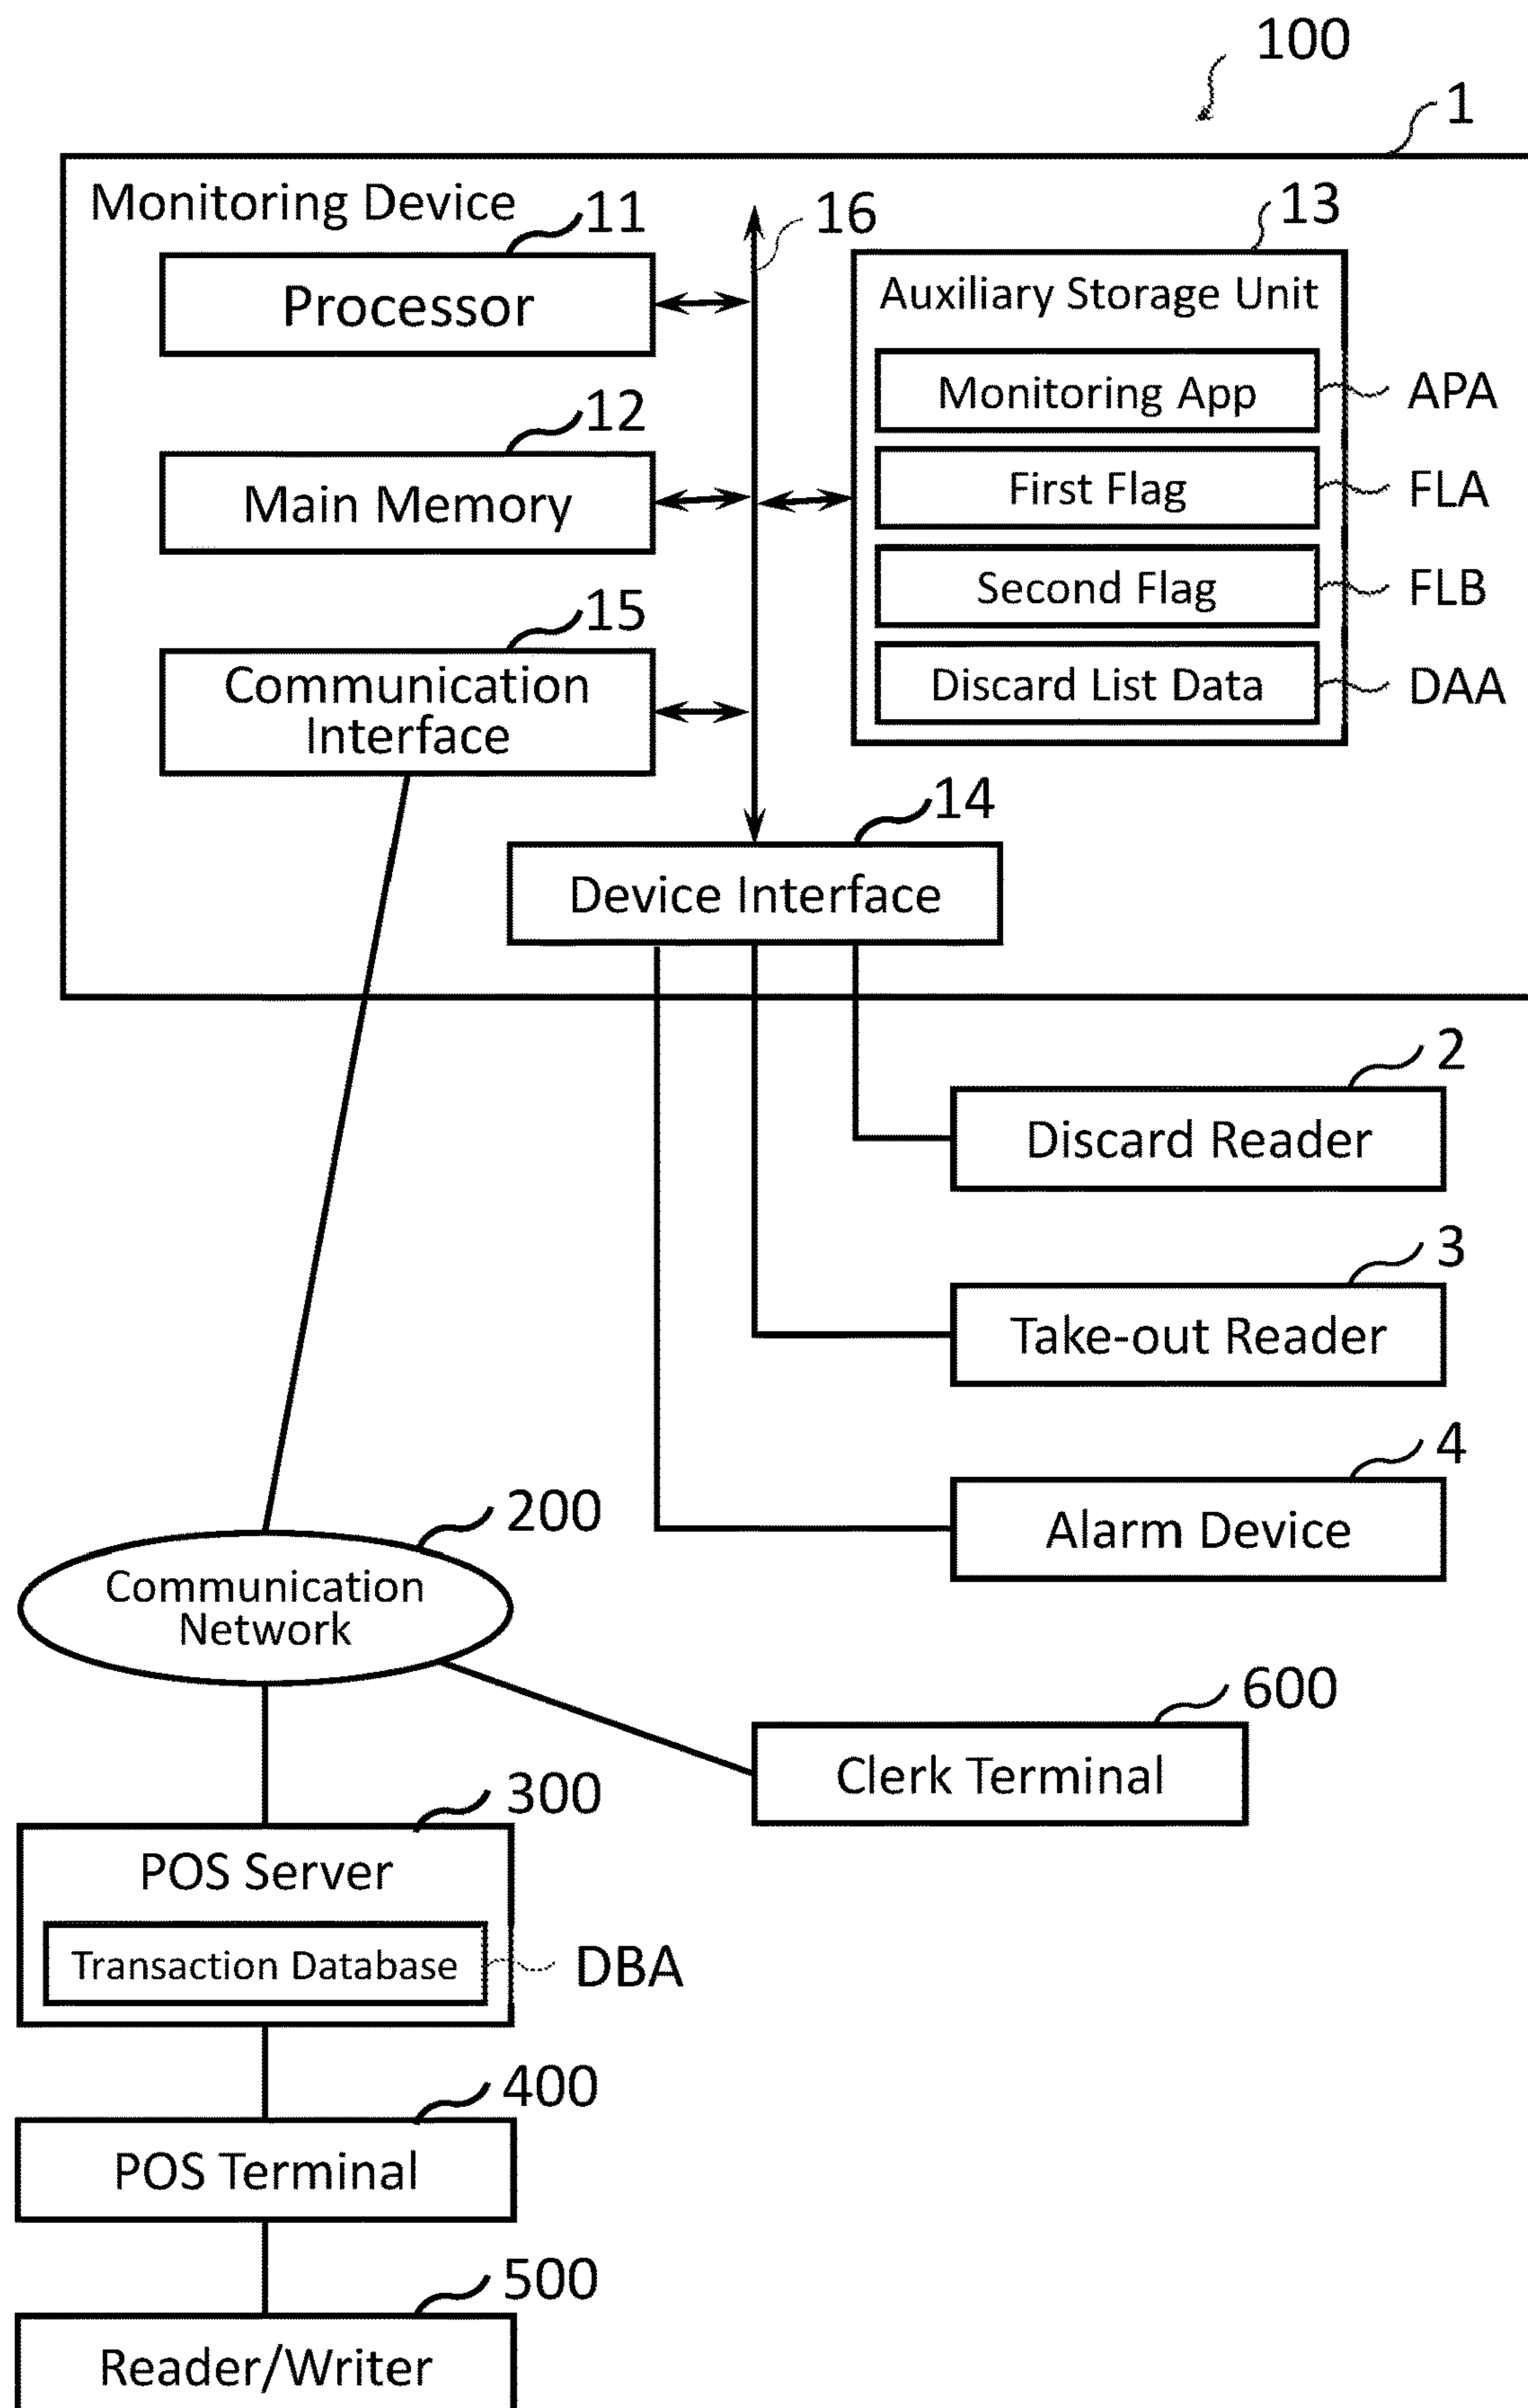 100
1
Monitoring Device
11
16
13
Processor
Auxiliary Storage Unit
Monitoring App
APA
12
Main Memory
First Flag
FLA
Second Flag
FLB
15
Communication
Interface
Discard List Data
DAA
14
Device Interface
2
Discard Reader
3
Take-out Reader
4
Alarm Device
200
Communication
Network
600
Clerk Terminal
300
POS Server
Transaction Database
DBA
400
POS Terminal
500
Reader/Writer